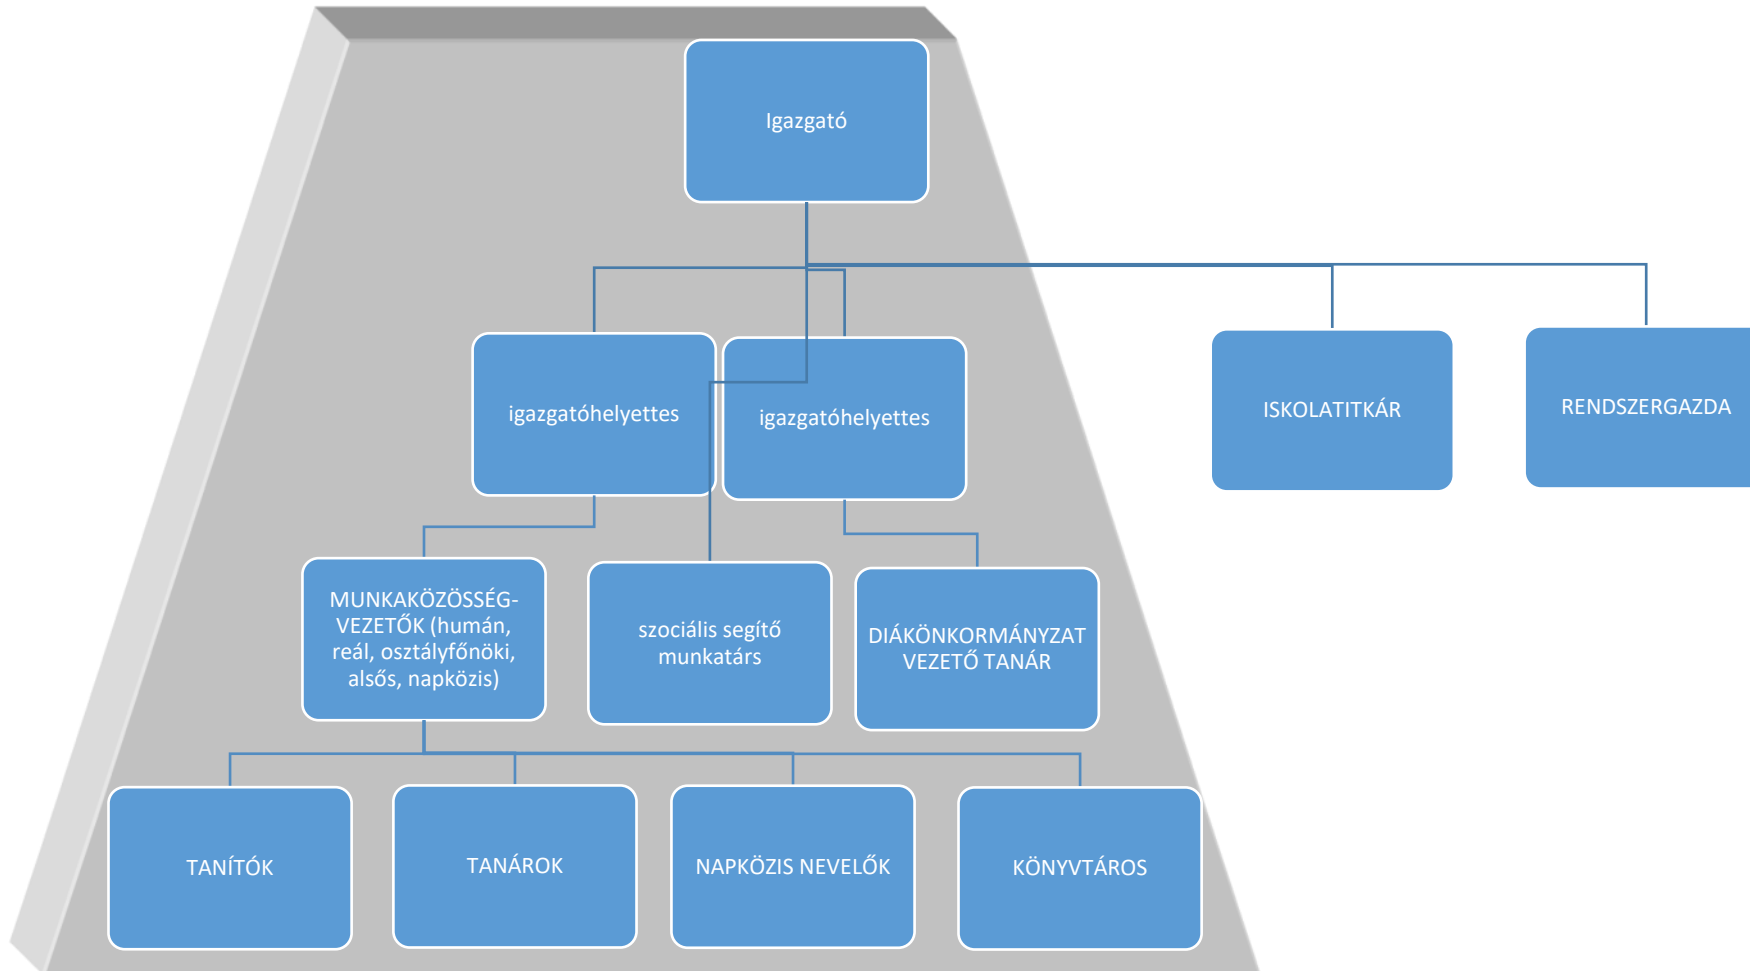 Igazgató
igazgatóhelyettes
igazgatóhelyettes
ISKOLATITKÁR
RENDSZERGAZDA
MUNKAKÖZÖSSÉG-
VEZETŐK (humán,
reál, osztályfőnöki,
alsós, napközis)
szociális segítő
munkatárs
DIÁKÖNKORMÁNYZAT
VEZETŐ TANÁR
TANÍTÓK
TANÁROK
NAPKÖZIS NEVELŐK
KÖNYVTÁROS